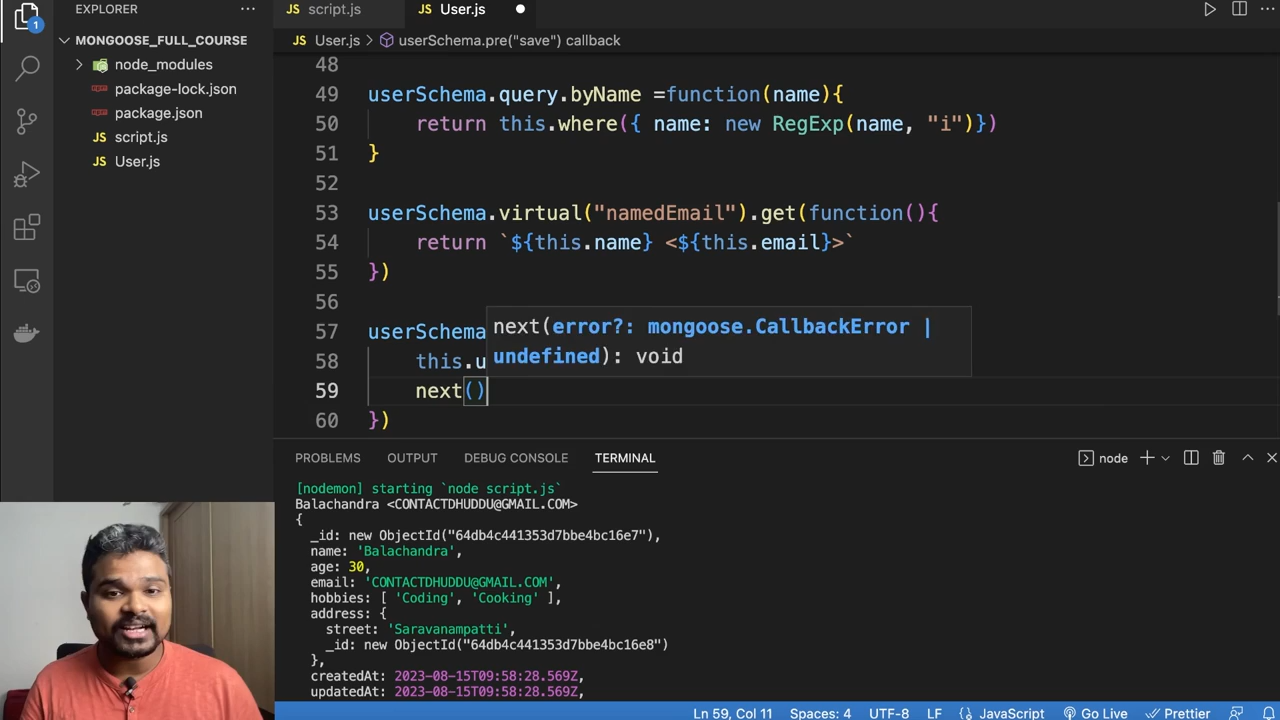 EXPLORER
script.js
User.js
MONGOOSE_FULL_COURSE
User.js > userSchema.pre("save") callback
1
node_modules
package-lock.json
package.json
script.js
User.js
48
49 userSchema.query.byName =function(name){
50 return this.where({ name: new RegExp(name, "i")})
51 }
52
53 userSchema.virtual("namedEmail").get(function(){
54 return `${this.name} <${this.email}>`
55 })
56
57 userSchema
next(error?: mongoose.CallbackError |
undefined): void
58 this.u
59 next()
60 })
PROBLEMS OUTPUT DEBUG CONSOLE TERMINAL
node
[nodemon] starting `node script.js`
Balachandra <CONTACTDHUDDU@GMAIL.COM>
{
_id: new ObjectId("64db4c441353d7bbe4bc16e7"),
name: 'Balachandra',
age: 30,
email: 'CONTACTDHUDDU@GMAIL.COM',
hobbies: [ 'Coding', 'Cooking' ],
address: {
street: 'Saravanampatti',
_id: new ObjectId("64db4c441353d7bbe4bc16e8")
},
createdAt: 2023-08-15T09:58:28.569Z,
updatedAt: 2023-08-15T09:58:28.569Z,
Ln 59, Col 11 Spaces: 4 UTF-8 LF JavaScript Go Live Prettier